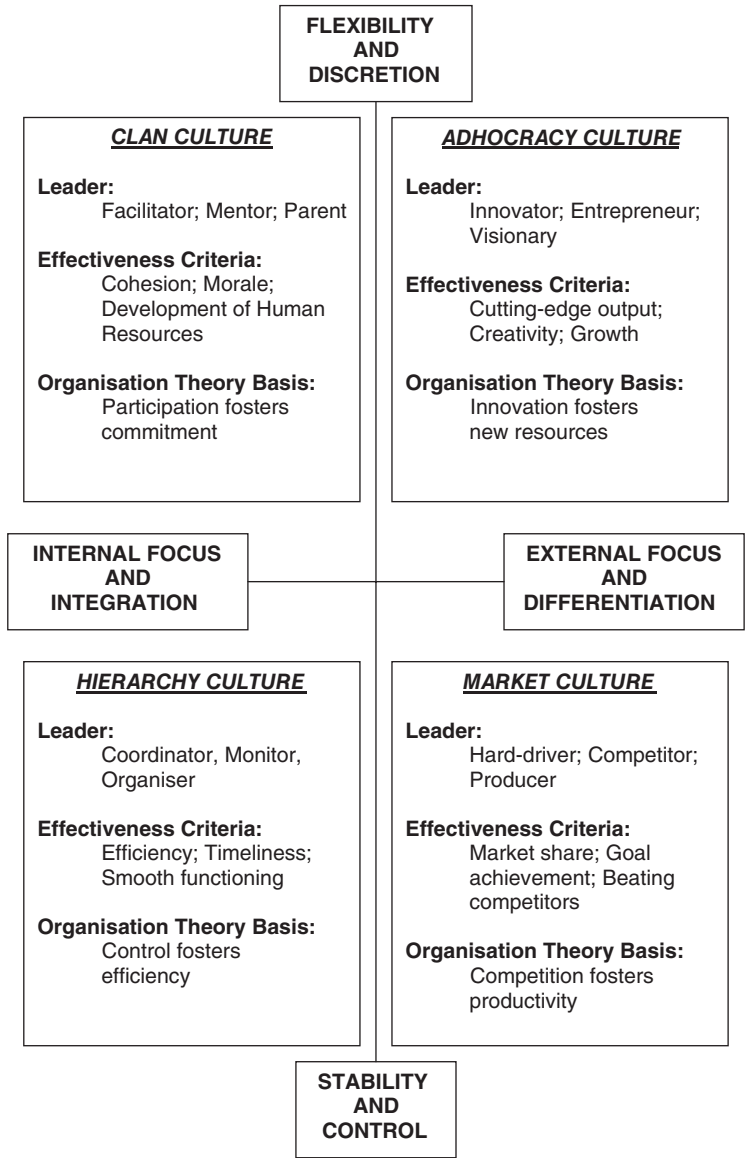 FLEXIBILITY
AND
DISCRETION
CLAN CULTURE
Leader:
Facilitator; Mentor; Parent
Effectiveness Criteria:
Cohesion; Morale;
Development of Human
Resources
Organisation Theory Basis:
Participation fosters
commitment
ADHOCRACY CULTURE
Leader:
Innovator; Entrepreneur;
Visionary
Effectiveness Criteria:
Cutting-edge output;
Creativity; Growth
Organisation Theory Basis:
Innovation fosters
new resources
INTERNAL FOCUS
AND
INTEGRATION
EXTERNAL FOCUS
AND
DIFFERENTIATION
HIERARCHY CULTURE
Leader:
Coordinator, Monitor,
Organiser
Effectiveness Criteria:
Efficiency; Timeliness;
Smooth functioning
Organisation Theory Basis:
Control fosters
efficiency
MARKET CULTURE
Leader:
Hard-driver; Competitor;
Producer
Effectiveness Criteria:
Market share; Goal
achievement; Beating
competitors
Organisation Theory Basis:
Competition fosters
productivity
STABILITY
AND
CONTROL